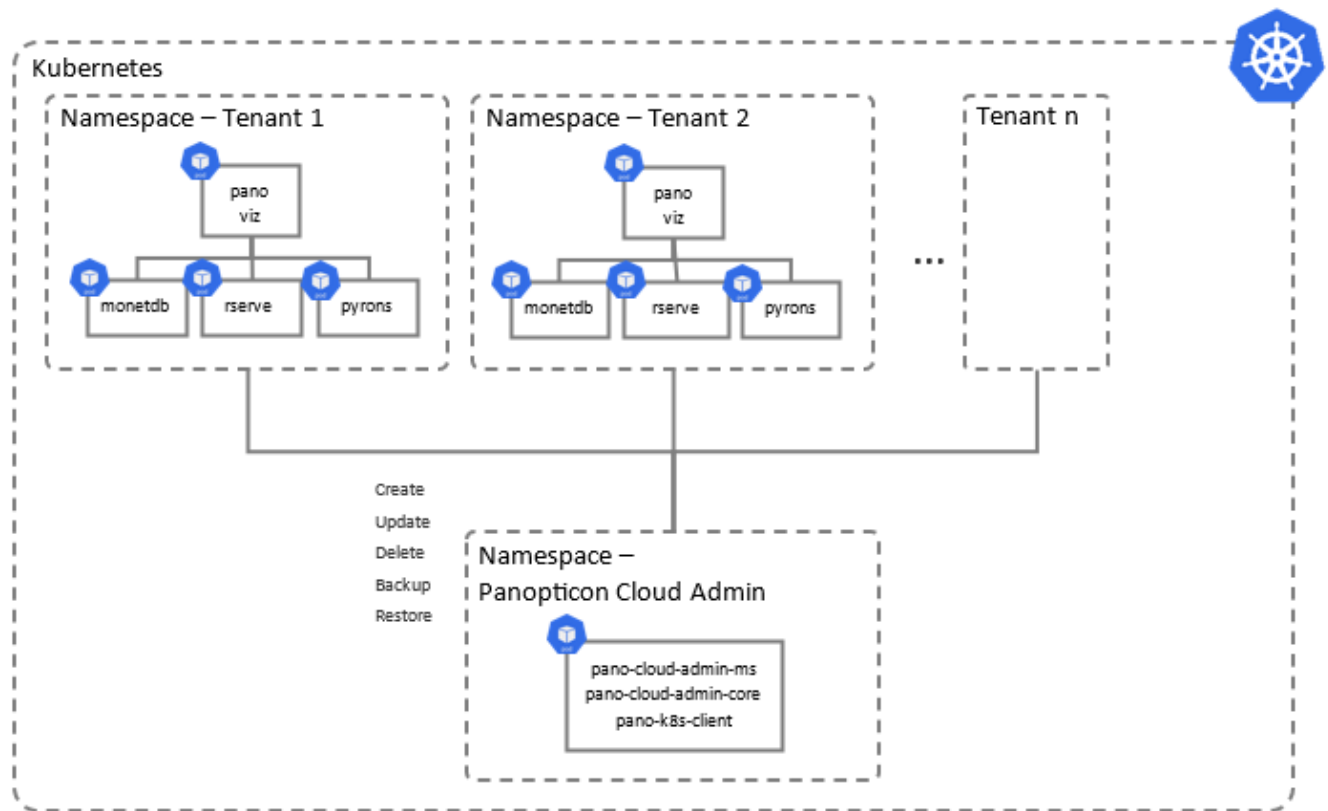 Kubernetes
Namespace – Tenant 1
pano
viz
monetdb
rserve
pyrons
Namespace – Tenant 2
pano
viz
monetdb
rserve
pyrons
...
Tenant n
Create
Update
Delete
Backup
Restore
Namespace –
Panopticon Cloud Admin
pano-cloud-admin-ms
pano-cloud-admin-core
pano-k8s-client